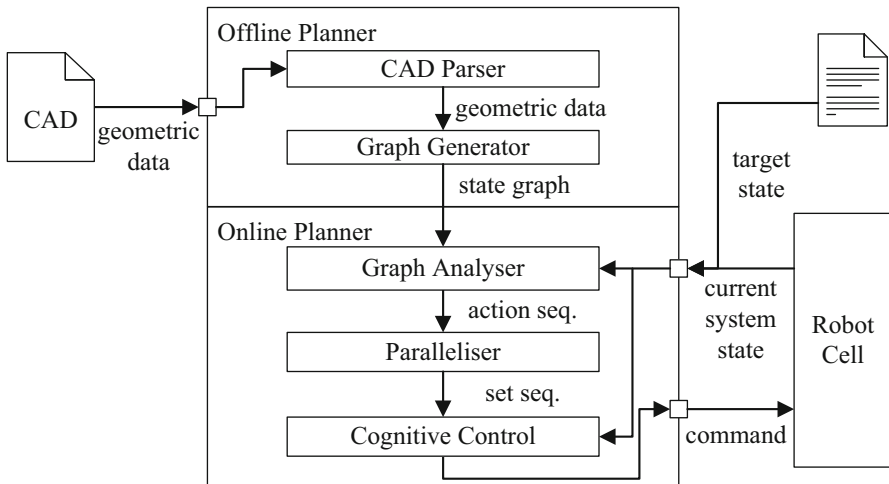 Offline Planner
CAD Parser
CAD
geometric
data
geometric data
Graph Generator
state graph
target
state
Online Planner
Graph Analyser
action seq.
current
system
state
Robot
Cell
Paralleliser
set seq.
Cognitive Control
command